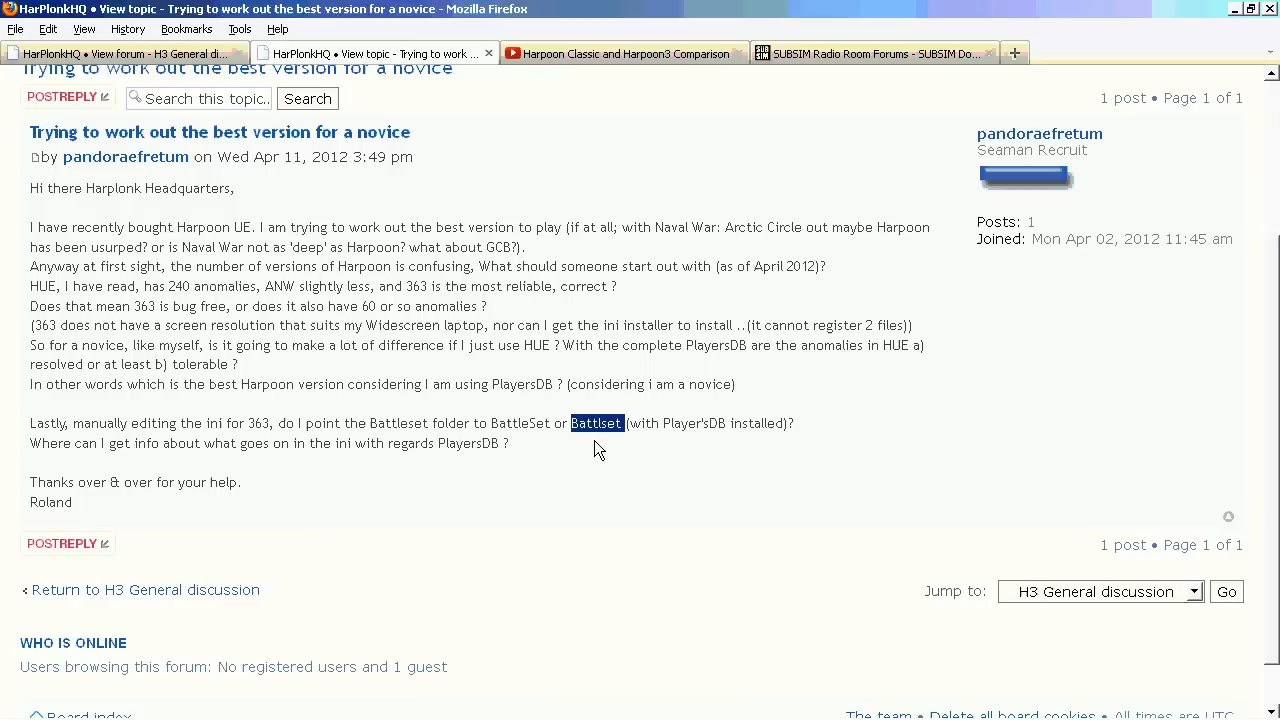 HarPlonkHQ • View topic - Trying to work out the best version for a novice - Mozilla Firefox
File Edit View History Bookmarks Tools Help
HarPlonkHQ • View forum - H3 General di... HarPlonkHQ • View topic - Trying to work ... Harpoon Classic and Harpoon3 Comparison SUBSIM Radio Room Forums - SUBSIM Do...
Trying to work out the best version for a novice
POSTREPLY Search this topic... Search 1 post • Page 1 of 1
Trying to work out the best version for a novice
by pandoraefretum on Wed Apr 11, 2012 3:49 pm
pandoraefretum
Seaman Recruit
Posts: 1
Joined: Mon Apr 02, 2012 11:45 am
Hi there Harplonk Headquarters,
I have recently bought Harpoon UE. I am trying to work out the best version to play (if at all; with Naval War: Arctic Circle out maybe Harpoon
has been usurped? or is Naval War not as 'deep' as Harpoon? what about GCB?).
Anyway at first sight, the number of versions of Harpoon is confusing, What should someone start out with (as of April 2012)?
HUE, I have read, has 240 anomalies, ANW slightly less, and 363 is the most reliable, correct ?
Does that mean 363 is bug free, or does it also have 60 or so anomalies ?
(363 does not have a screen resolution that suits my Widescreen laptop, nor can I get the ini installer to install ..(it cannot register 2 files))
So for a novice, like myself, is it going to make a lot of difference if I just use HUE ? With the complete PlayersDB are the anomalies in HUE a)
resolved or at least b) tolerable ?
In other words which is the best Harpoon version considering I am using PlayersDB ? (considering i am a novice)
Lastly, manually editing the ini for 363, do I point the Battleset folder to BattleSet or Battlset (with Player'sDB installed)?
Where can I get info about what goes on in the ini with regards PlayersDB ?
Thanks over & over for your help.
Roland
POSTREPLY 1 post • Page 1 of 1
Return to H3 General discussion Jump to: H3 General discussion Go
WHO IS ONLINE
Users browsing this forum: No registered users and 1 guest
Board index The team • Delete all board cookies • All times are UTC